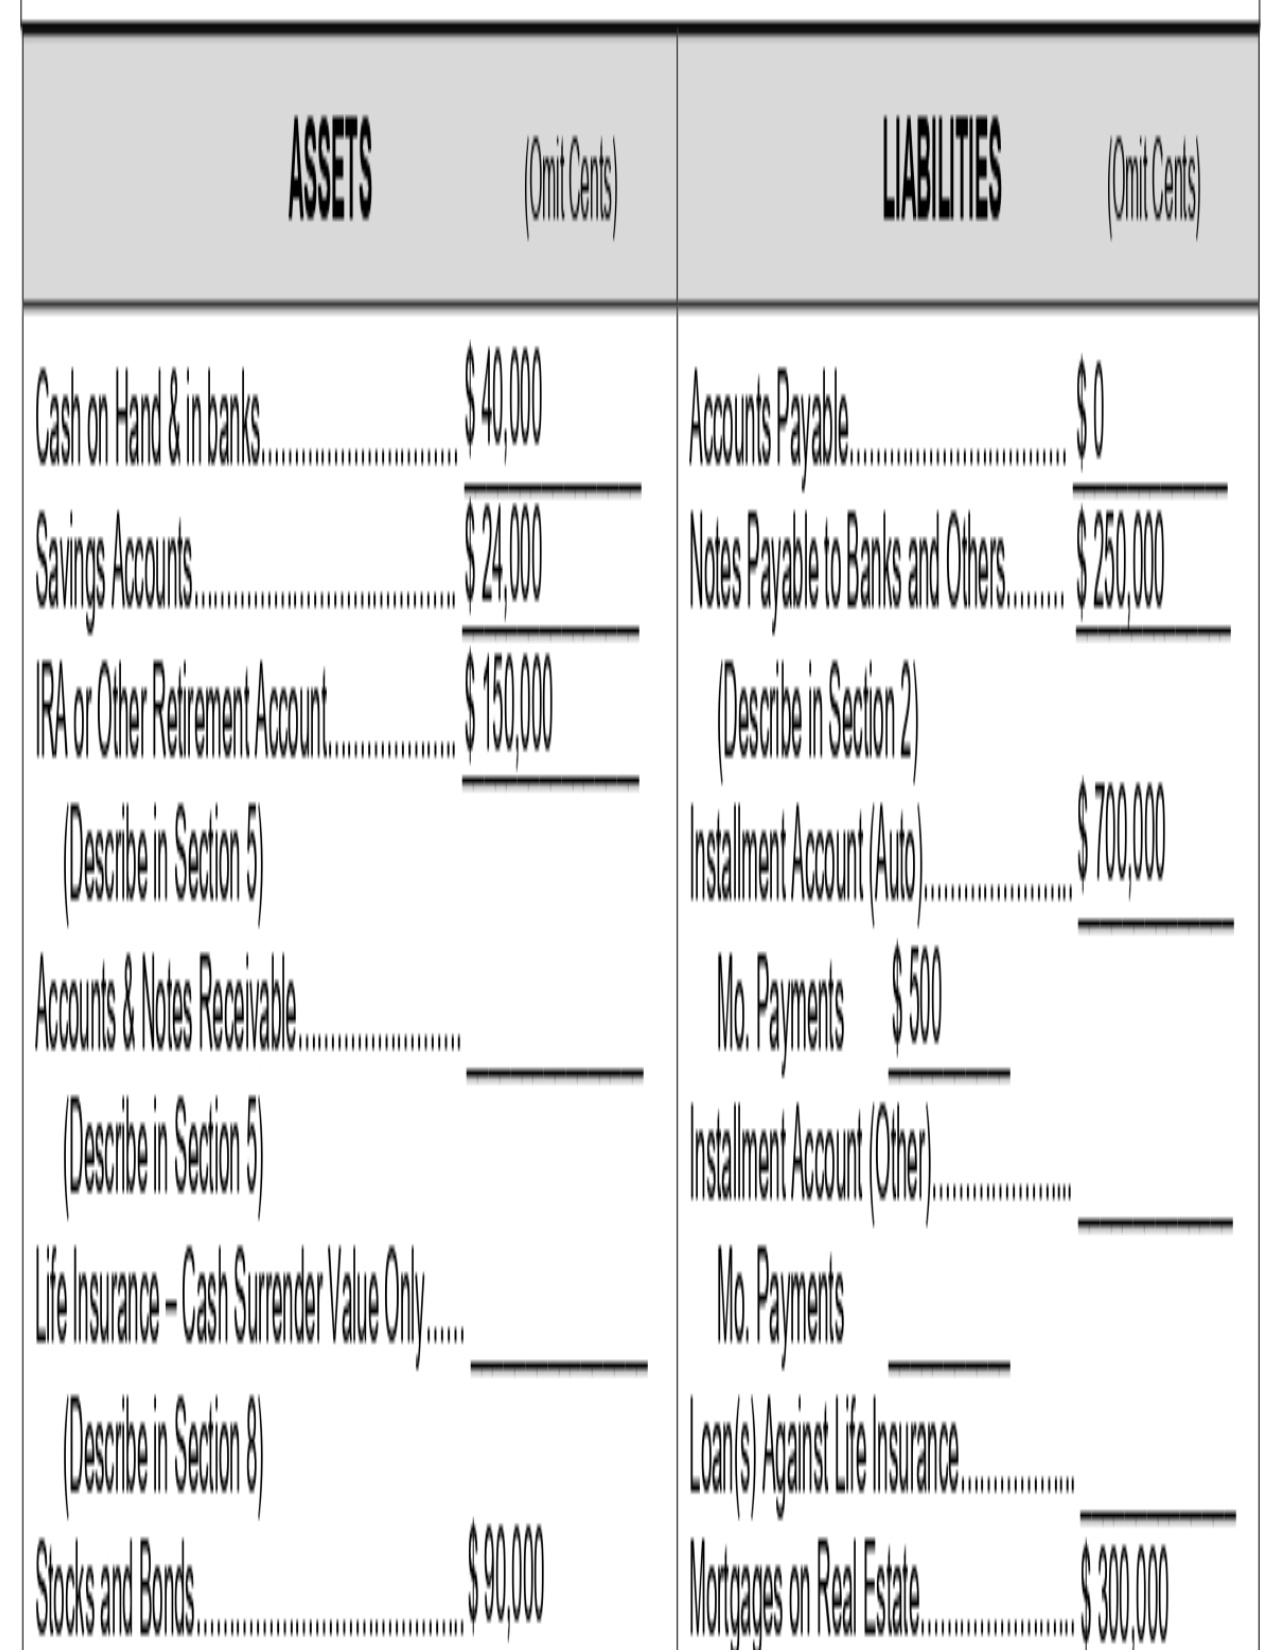 ASSETS (Omit Cents)
Cash on Hand & in banks............................. $ 40,000
Savings Accounts...................................... $ 24,000
IRA or Other Retirement Account................... $ 150,000
(Describe in Section 5)
Accounts & Notes Receivable........................
(Describe in Section 5)
Life Insurance – Cash Surrender Value Only......
(Describe in Section 8)
Stocks and Bonds....................................... $ 90,000
LIABILITIES (Omit Cents)
Accounts Payable................................ $ 0
Notes Payable to Banks and Others......... $ 250,000
(Describe in Section 2)
Installment Account (Auto)...................... $ 700,000
Mo. Payments $ 500
Installment Account (Other).....................
Mo. Payments
Loan(s) Against Life Insurance.................
Mortgages on Real Estate....................... $ 300,000